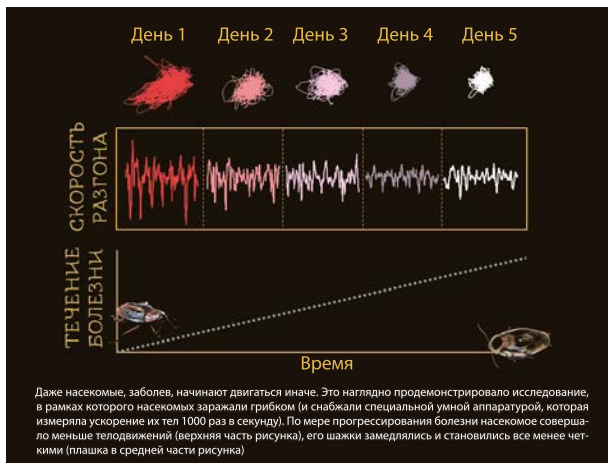 День 1 День 2 День 3 День 4 День 5
СКОРОСТЬ
РАЗГОНА
ТЕЧЕНИЕ
БОЛЕЗНИ
Время
Даже насекомые, заболев, начинают двигаться иначе. Это наглядно продемонстрировало исследование,
в рамках которого насекомых заражали грибком (и снабжали специальной умной аппаратурой, которая
измеряла ускорение их тел 1000 раз в секунду). По мере прогрессирования болезни насекомое соверша-
ло меньше телодвижений (верхняя часть рисунка), его шажки замедлялись и становились все менее чет-
кими (плашка в средней части рисунка)